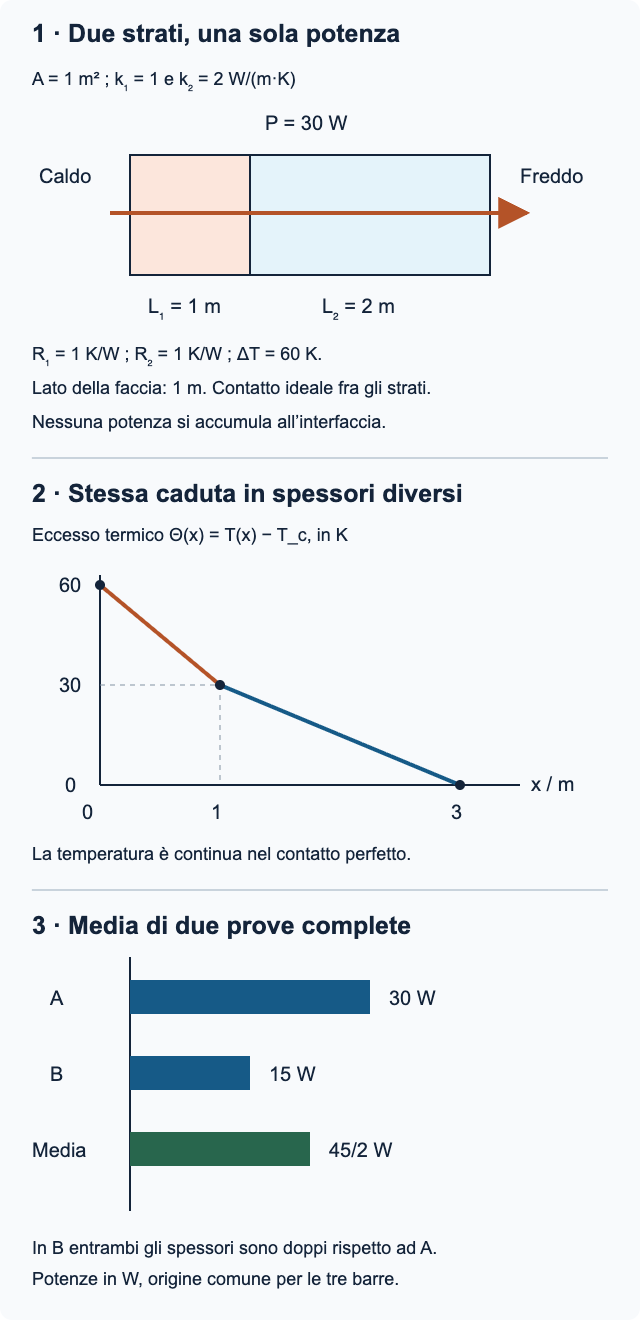 1 · Due strati, una sola potenza
A = 1 m² ; k₁ = 1 e k₂ = 2 W/(m·K)
P = 30 W
Caldo
Freddo
L₁ = 1 m
L₂ = 2 m
R₁ = 1 K/W ; R₂ = 1 K/W ; ΔT = 60 K.
Lato della faccia: 1 m. Contatto ideale fra gli strati.
Nessuna potenza si accumula all’interfaccia.
2 · Stessa caduta in spessori diversi
Eccesso termico Θ(x) = T(x) − T_c, in K
60
30
0
x / m
0
1
3
La temperatura è continua nel contatto perfetto.
3 · Media di due prove complete
A
30 W
B
15 W
Media
45/2 W
In B entrambi gli spessori sono doppi rispetto ad A.
Potenze in W, origine comune per le tre barre.